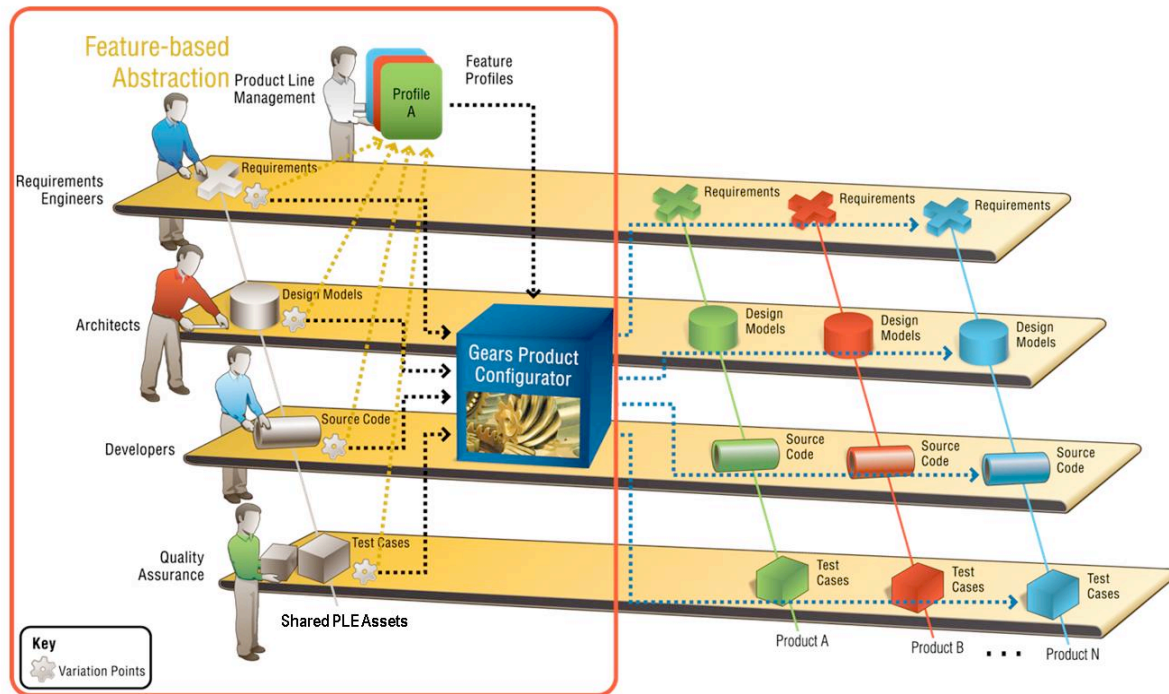 Feature-based
Abstraction
Product Line
Management
Profile
A
Feature
Profiles
Requirements
Engineers
Requirements
Requirements
Requirements
Requirements
Architects
Design Models
Gears Product
Configurator
Design
Models
Design
Models
Design
Models
Developers
Source Code
Source
Code
Source
Code
Source
Code
Quality
Assurance
Test Cases
Test
Cases
Test
Cases
Test
Cases
Shared PLE Assets
Product A
Product B
Product N
Key
Variation Points